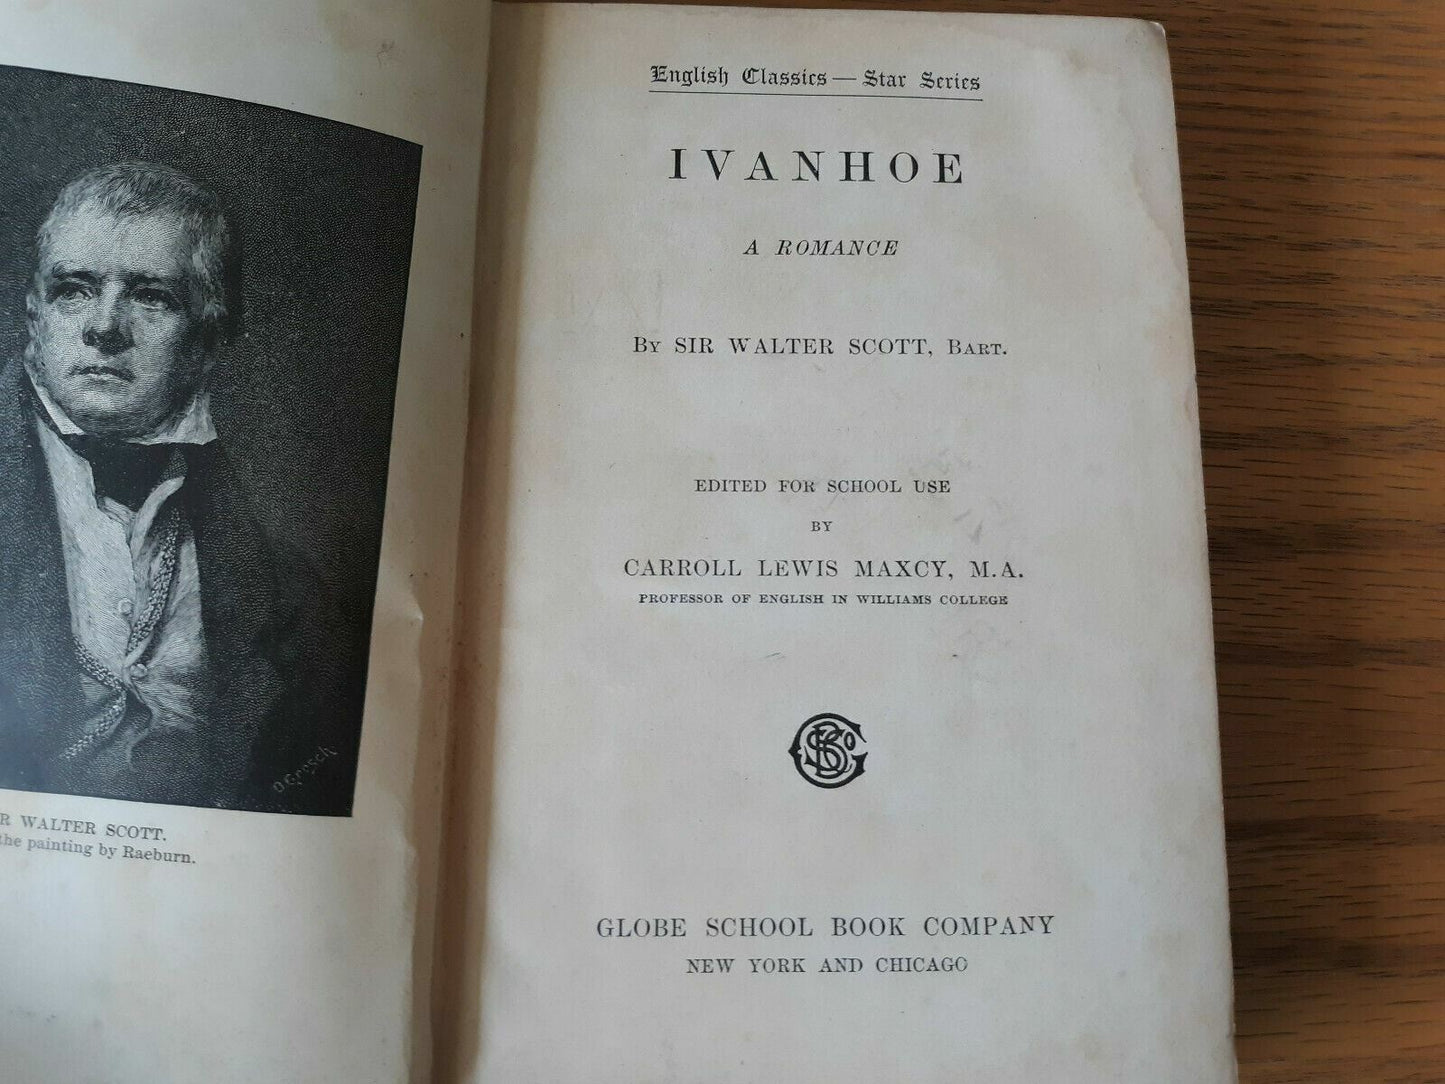 O Grosch
R WALTER SCOTT.
the painting by Raeburn.
English Classics — Star Series
IVANHOE
A ROMANCE
By SIR WALTER SCOTT, Bart.
EDITED FOR SCHOOL USE
BY
CARROLL LEWIS MAXCY, M.A.
PROFESSOR OF ENGLISH IN WILLIAMS COLLEGE
GLOBE SCHOOL BOOK COMPANY
NEW YORK AND CHICAGO